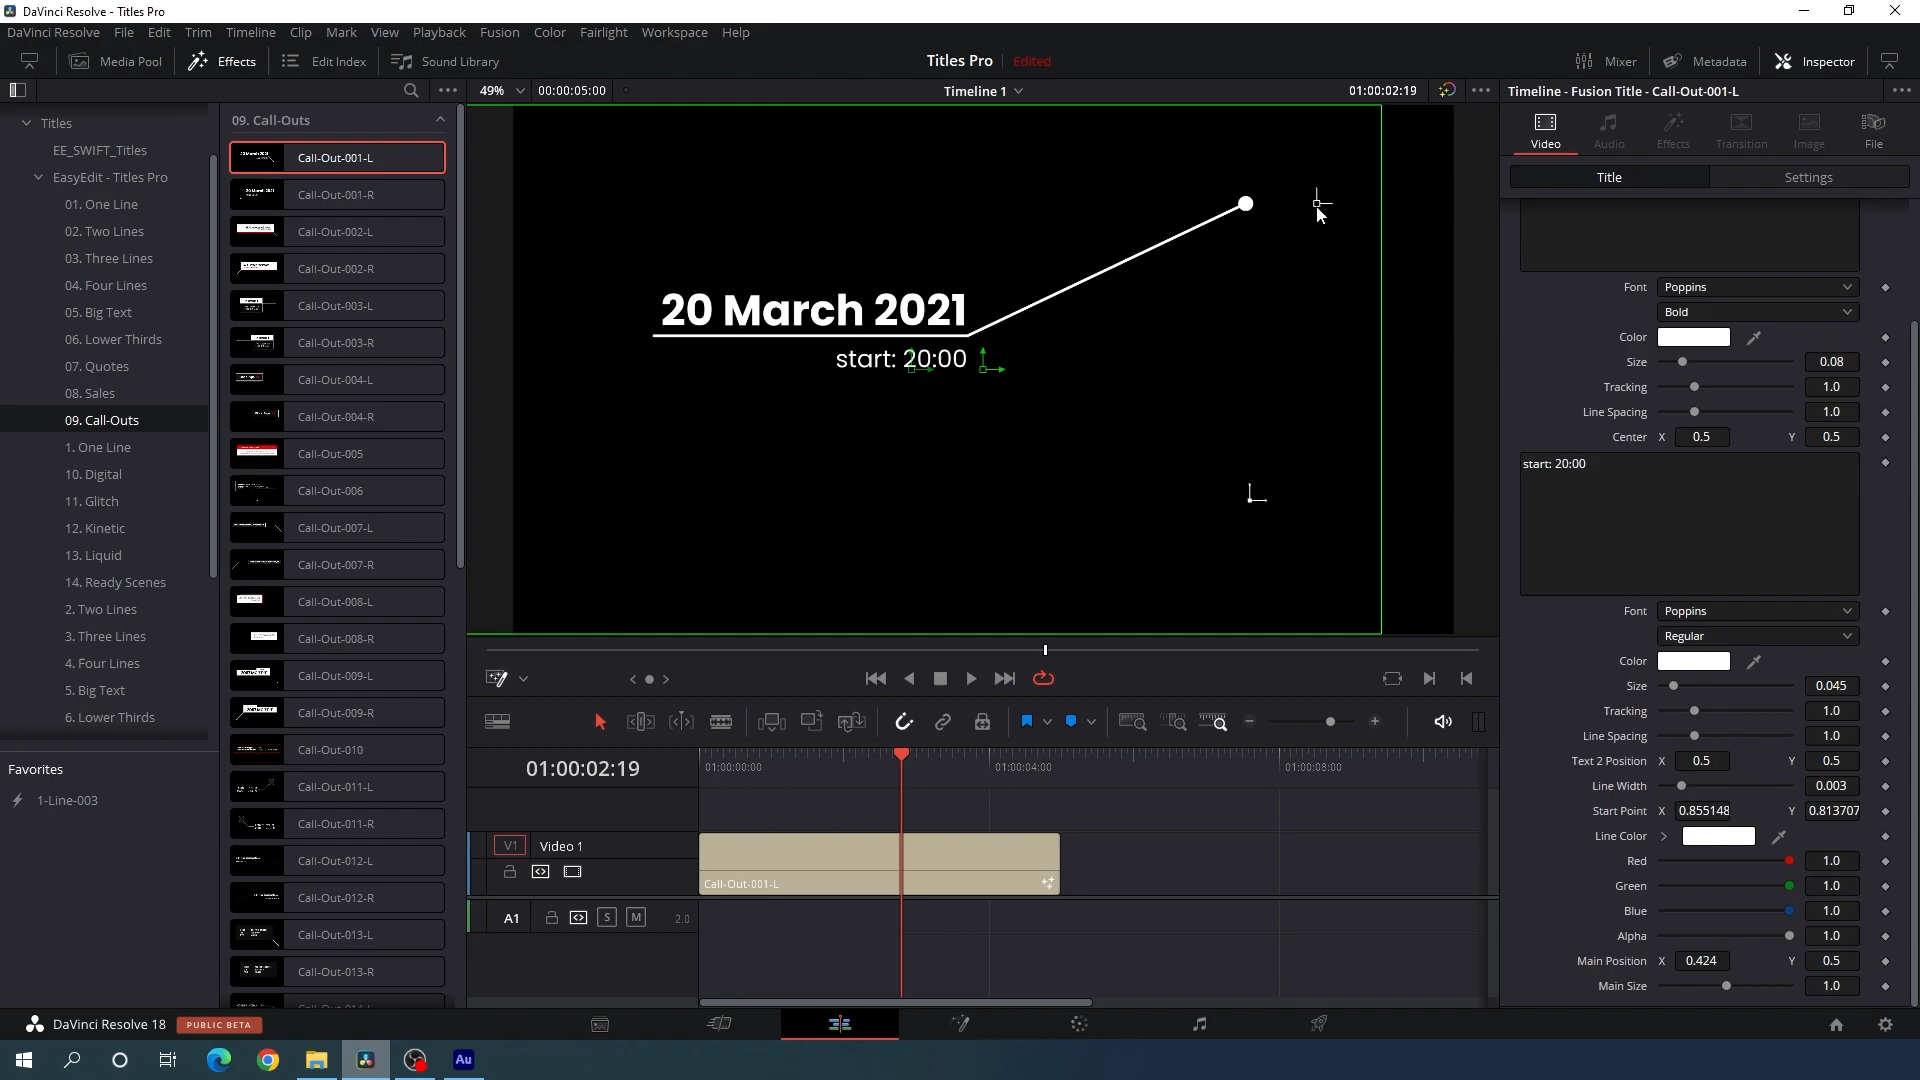 DaVinci Resolve - Titles Pro
DaVinci Resolve File Edit Trim Timeline Clip Mark View Playback Fusion Color Fairlight Workspace Help
Media Pool Effects Edit Index Sound Library Titles Pro Edited Mixer Metadata Inspector
49% 00:00:05:00 Timeline 1 01:00:02:19 Timeline - Fusion Title - Call-Out-001-L
Titles
EE_SWIFT_Titles
EasyEdit - Titles Pro
01. One Line
02. Two Lines
03. Three Lines
04. Four Lines
05. Big Text
06. Lower Thirds
07. Quotes
08. Sales
09. Call-Outs
1. One Line
10. Digital
11. Glitch
12. Kinetic
13. Liquid
14. Ready Scenes
2. Two Lines
3. Three Lines
4. Four Lines
5. Big Text
6. Lower Thirds
Favorites
1-Line-003
09. Call-Outs
Call-Out-001-L
Call-Out-001-R
Call-Out-002-L
Call-Out-002-R
Call-Out-003-L
Call-Out-003-R
Call-Out-004-L
Call-Out-004-R
Call-Out-005
Call-Out-006
Call-Out-007-L
Call-Out-007-R
Call-Out-008-L
Call-Out-008-R
Call-Out-009-L
Call-Out-009-R
Call-Out-010
Call-Out-011-L
Call-Out-011-R
Call-Out-012-L
Call-Out-012-R
Call-Out-013-L
Call-Out-013-R
20 March 2021
start: 20:00
01:00:02:19
01:00:00:00 01:00:04:00 01:00:08:00
V1 Video 1
Call-Out-001-L
A1 S M 2.0
Video Audio Effects Transition Image File
Title Settings
Font Poppins
Bold
Color
Size 0.08
Tracking 1.0
Line Spacing 1.0
Center X 0.5 Y 0.5
start: 20:00
Font Poppins
Regular
Color
Size 0.045
Tracking 1.0
Line Spacing 1.0
Text 2 Position X 0.5 Y 0.5
Line Width 0.003
Start Point X 0.855148 Y 0.813707
Line Color
Red 1.0
Green 1.0
Blue 1.0
Alpha 1.0
Main Position X 0.424 Y 0.5
Main Size 1.0
DaVinci Resolve 18 PUBLIC BETA
Au